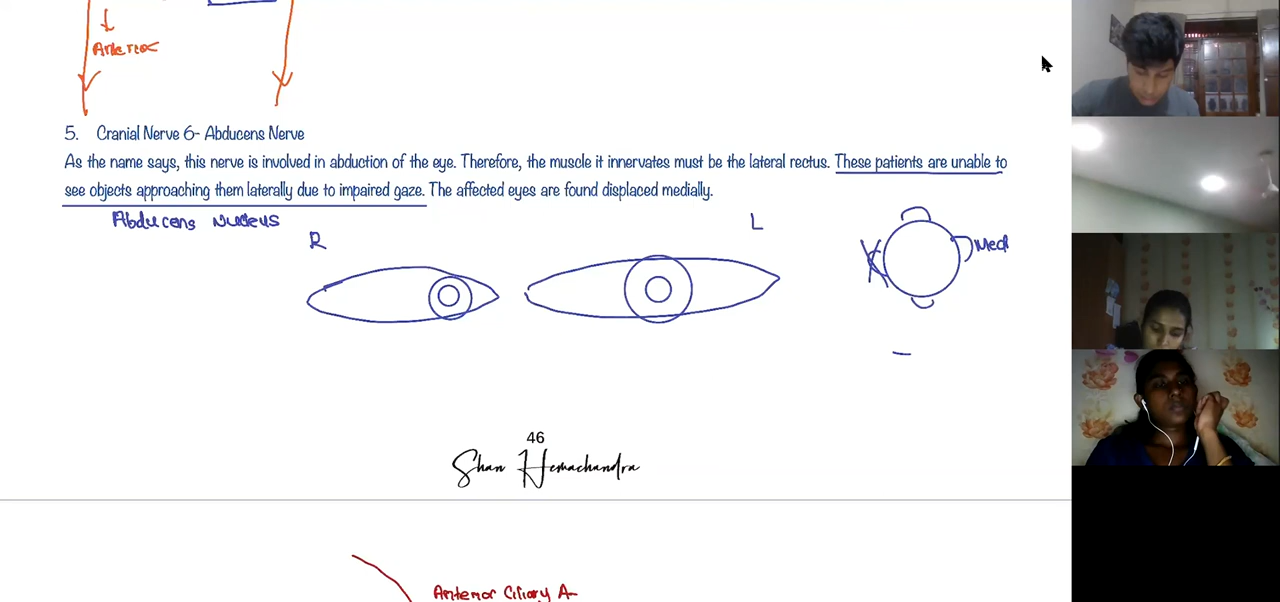 Anterior
5. Cranial Nerve 6- Abducens Nerve
As the name says, this nerve is involved in abduction of the eye. Therefore, the muscle it innervates must be the lateral rectus. These patients are unable to
see objects approaching them laterally due to impaired gaze. The affected eyes are found displaced medially.
Abducens Nucleus
R
L
Medl
46
Shan Hemachandra
Anterior Ciliary A